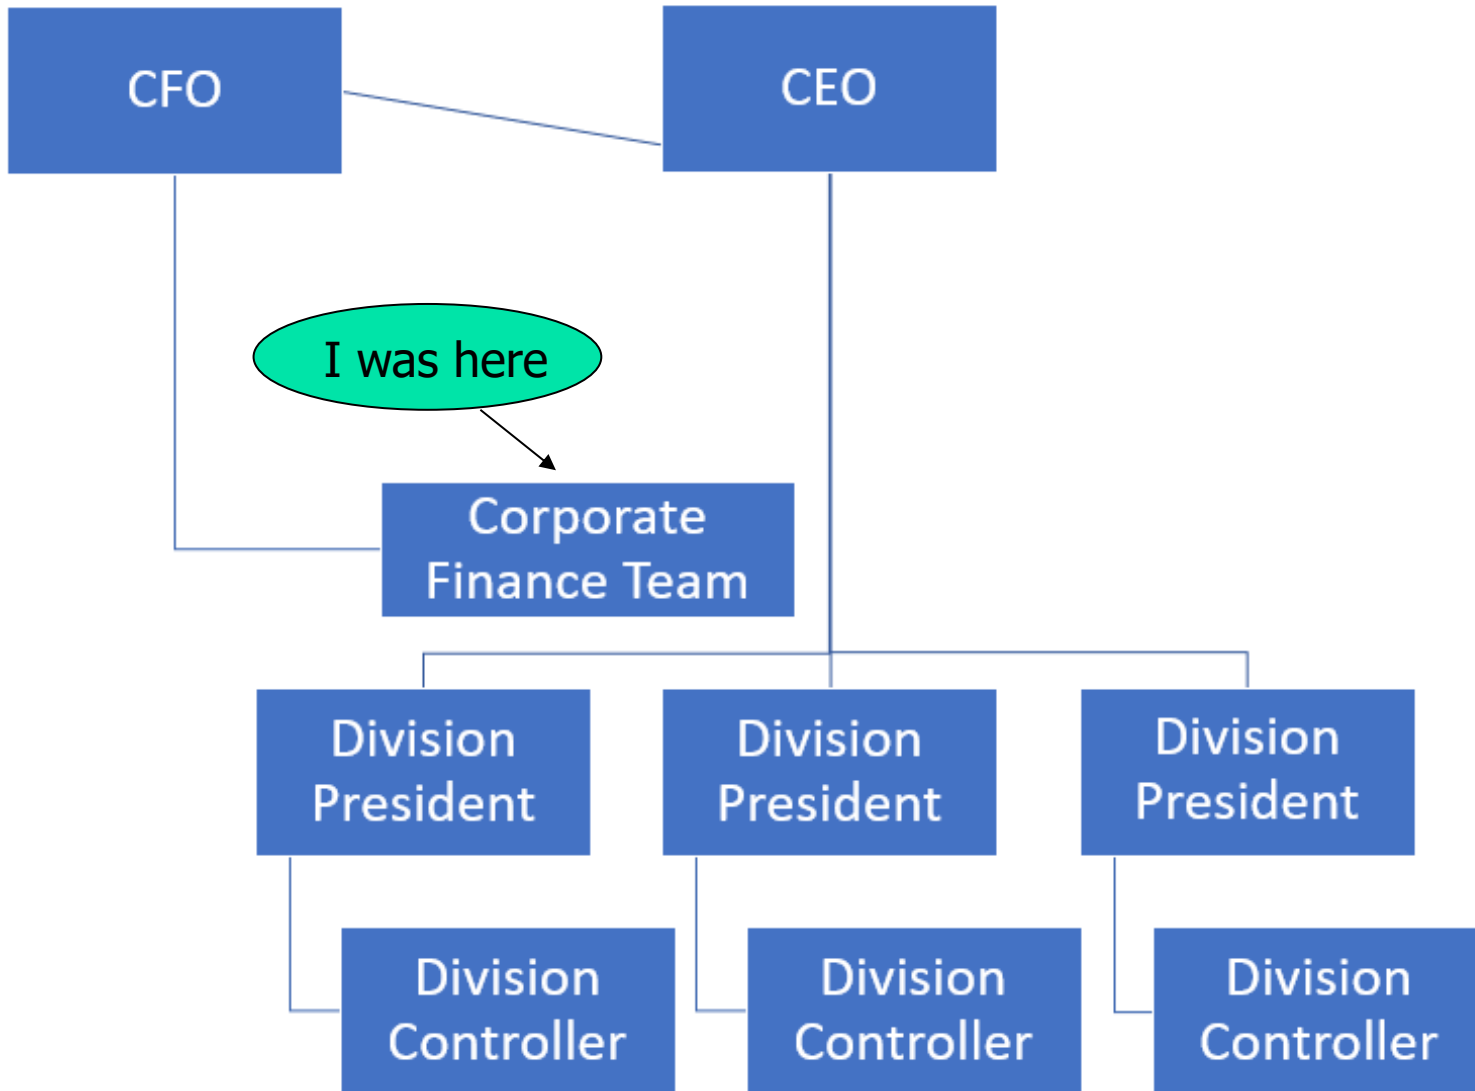 CFO
CEO
I was here
Corporate
Finance Team
Division
President
Division
President
Division
President
Division
Controller
Division
Controller
Division
Controller